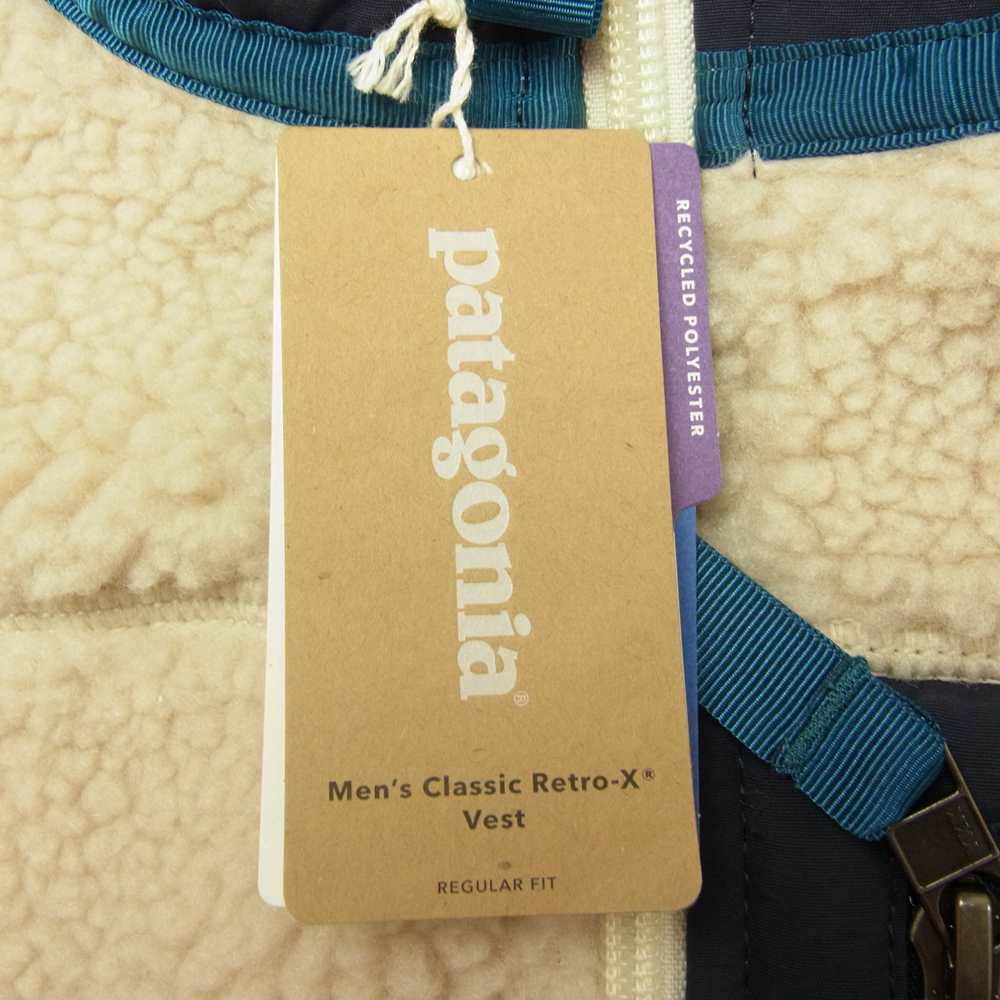 patagonia®
RECYCLED POLYESTER
Men's Classic Retro-X®
Vest
REGULAR FIT